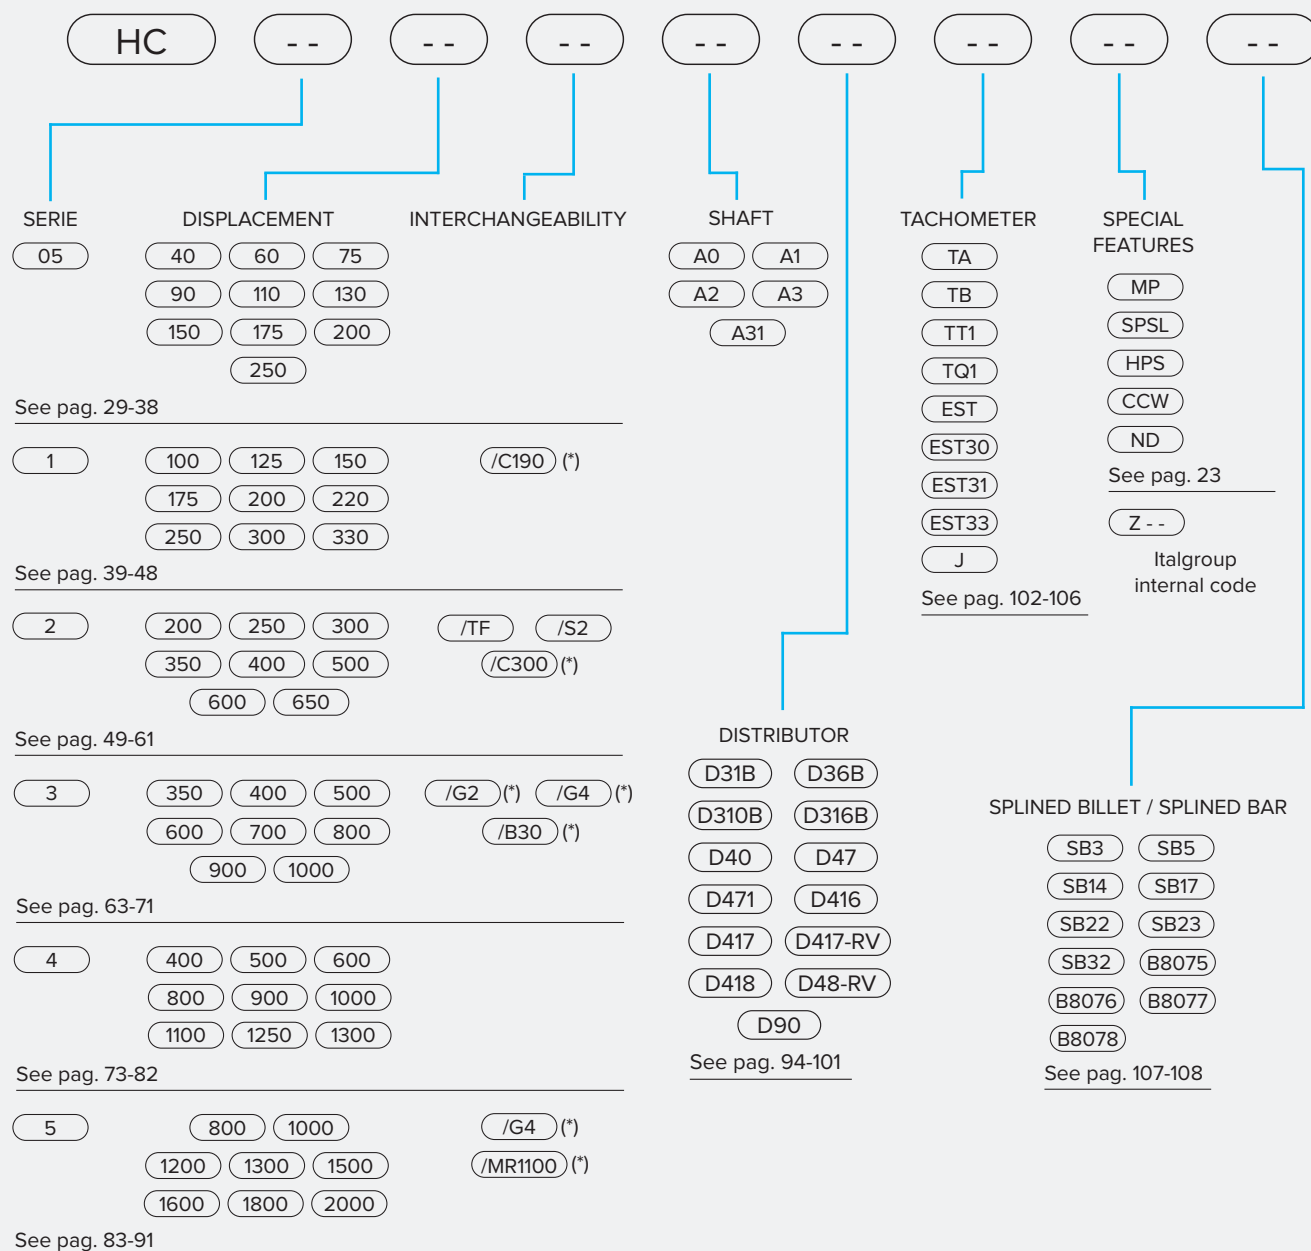 HC -- -- -- -- -- -- -- --
SERIE
05
DISPLACEMENT
40 60 75
90 110 130
150 175 200
250
INTERCHANGEABILITY
See pag. 29-38
1
100 125 150
175 200 220
250 300 330
/C190 (*)
See pag. 39-48
2
200 250 300
350 400 500
600 650
/TF /S2
/C300 (*)
See pag. 49-61
3
350 400 500
600 700 800
900 1000
/G2 (*) /G4 (*)
/B30 (*)
See pag. 63-71
4
400 500 600
800 900 1000
1100 1250 1300
See pag. 73-82
5
800 1000
1200 1300 1500
1600 1800 2000
/G4 (*)
/MR1100 (*)
See pag. 83-91
SHAFT
A0 A1
A2 A3
A31
DISTRIBUTOR
D31B D36B
D310B D316B
D40 D47
D471 D416
D417 D417-RV
D418 D48-RV
D90
See pag. 94-101
TACHOMETER
TA
TB
TT1
TQ1
EST
EST30
EST31
EST33
J
See pag. 102-106
SPECIAL
FEATURES
MP
SPSL
HPS
CCW
ND
See pag. 23
Z - -
Italgroup
internal code
SPLINED BILLET / SPLINED BAR
SB3 SB5
SB14 SB17
SB22 SB23
SB32 B8075
B8076 B8077
B8078
See pag. 107-108